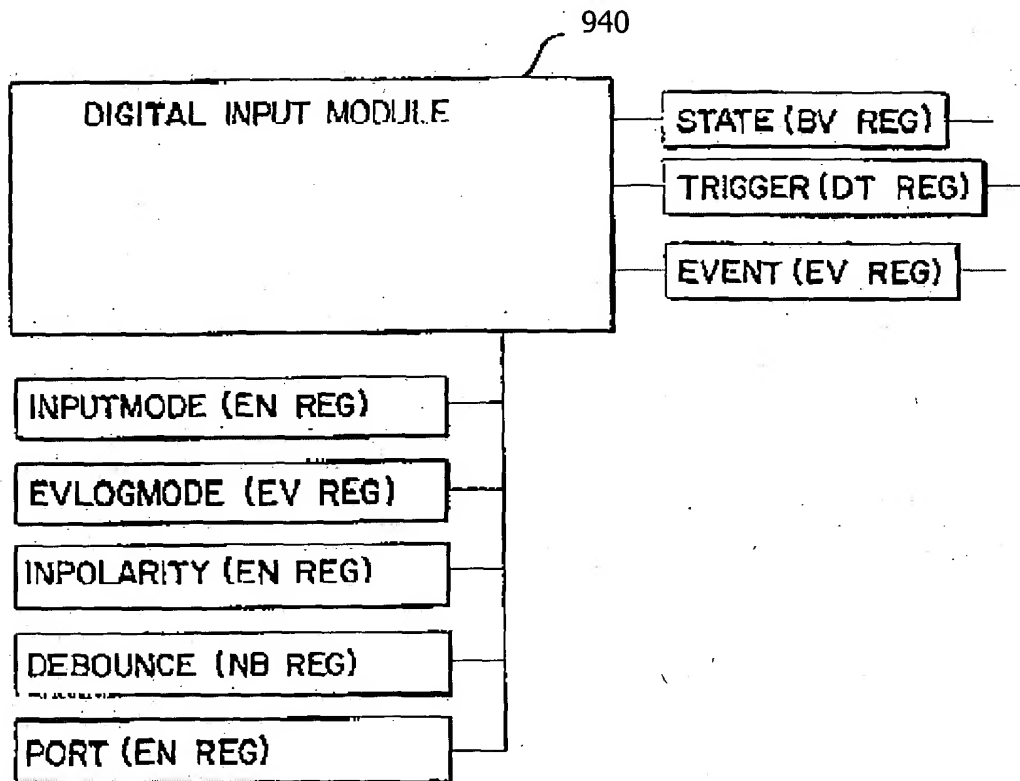 940
DIGITAL INPUT MODULE
STATE (BV REG)
TRIGGER (DT REG)
EVENT (EV REG)
INPUTMODE (EN REG)
EVLOGMODE (EV REG)
INPOLARITY (EN REG)
DEBOUNCE (NB REG)
PORT (EN REG)